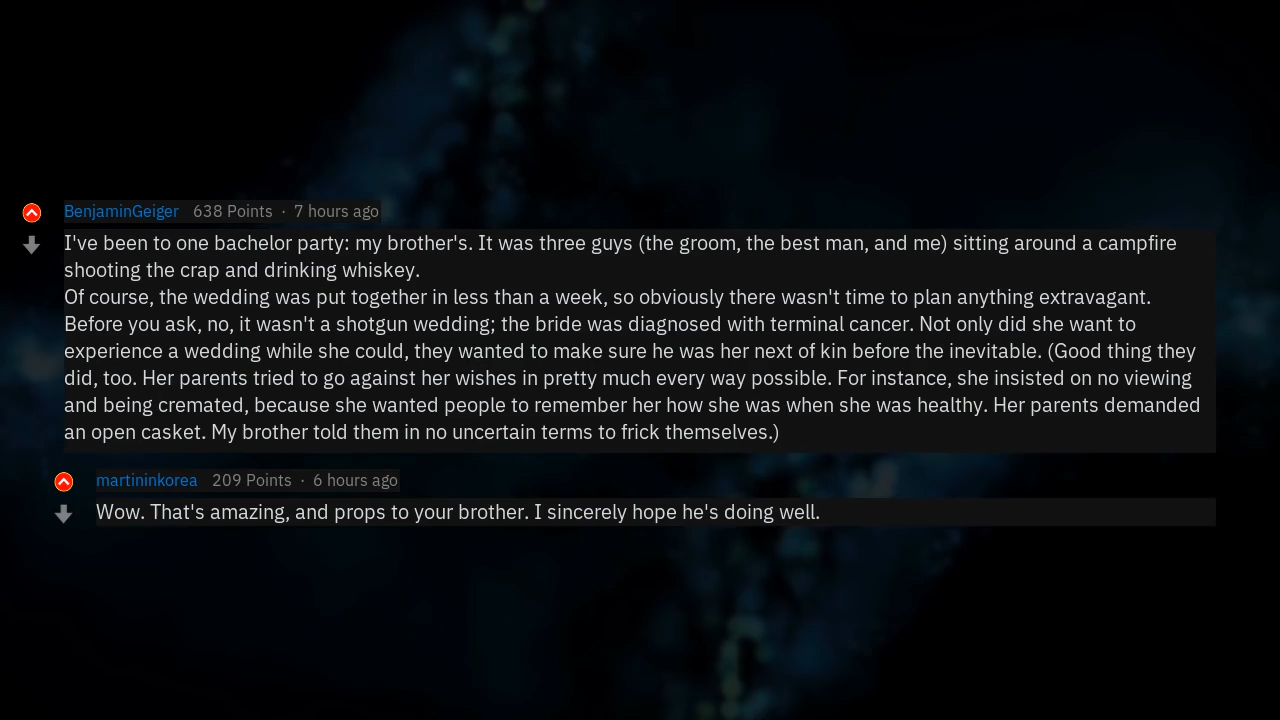 BenjaminGeiger 638 Points · 7 hours ago
I've been to one bachelor party: my brother's. It was three guys (the groom, the best man, and me) sitting around a campfire
shooting the crap and drinking whiskey.
Of course, the wedding was put together in less than a week, so obviously there wasn't time to plan anything extravagant.
Before you ask, no, it wasn't a shotgun wedding; the bride was diagnosed with terminal cancer. Not only did she want to
experience a wedding while she could, they wanted to make sure he was her next of kin before the inevitable. (Good thing they
did, too. Her parents tried to go against her wishes in pretty much every way possible. For instance, she insisted on no viewing
and being cremated, because she wanted people to remember her how she was when she was healthy. Her parents demanded
an open casket. My brother told them in no uncertain terms to frick themselves.)
martininkorea 209 Points · 6 hours ago
Wow. That's amazing, and props to your brother. I sincerely hope he's doing well.